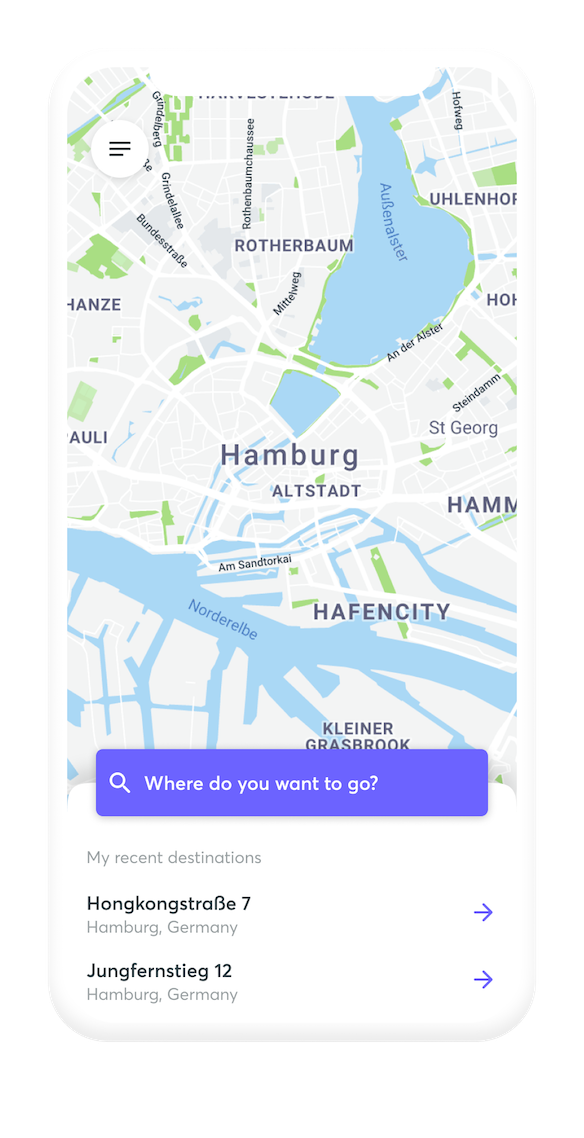 HARVESTEHUDE
Grindelberg
Hofweg
Rothenbaumchaussee
Grindelallee
UHLENHOR
Bundesstraße
Außenalster
ROTHERBAUM
Mittelweg
HANZE
HOH
An der Alster
Steindamm
AULI
St Georg
Hamburg
ALTSTADT
HAMM
Am Sandtorkai
HAFENCITY
Norderelbe
KLEINER
GRASBROOK
Where do you want to go?
My recent destinations
Hongkongstraße 7
Hamburg, Germany
Jungfernstieg 12
Hamburg, Germany